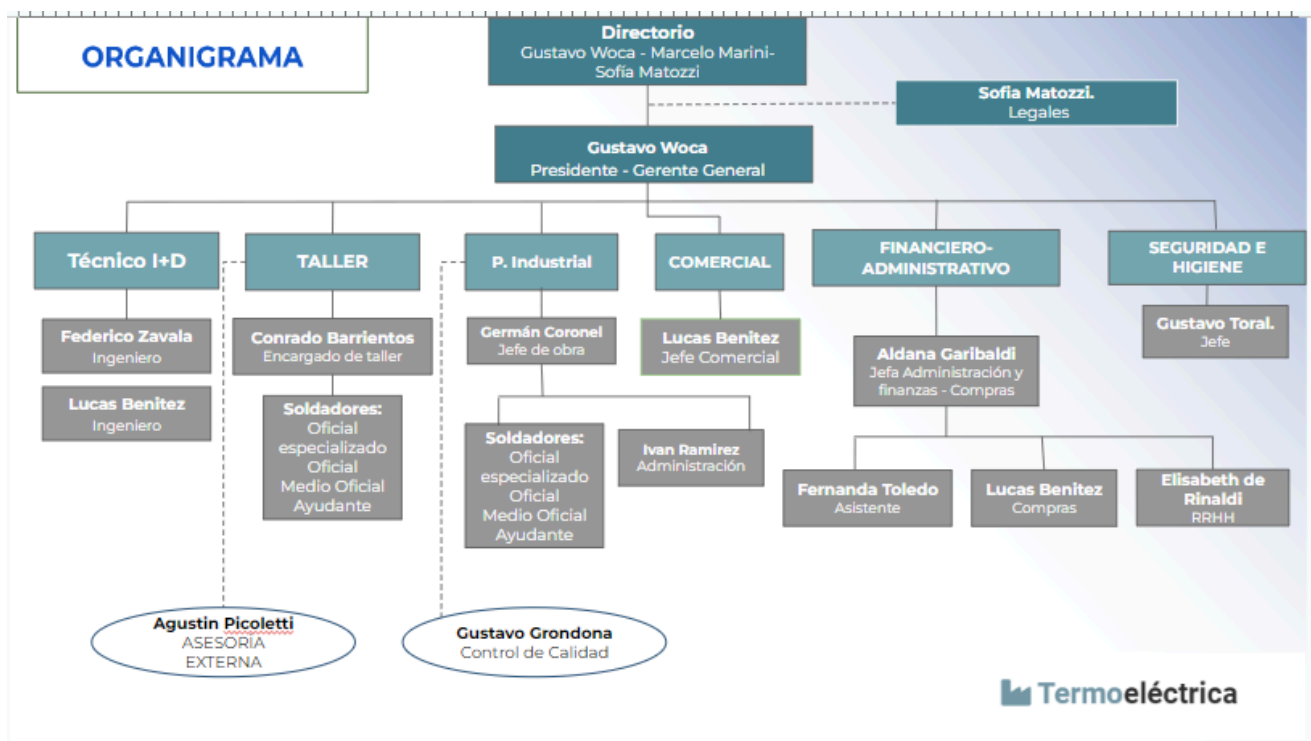 ORGANIGRAMA
Directorio
Gustavo Woca - Marcelo Marini-
Sofía Matozzi
Sofia Matozzi.
Legales
Gustavo Woca
Presidente - Gerente General
Técnico I+D
TALLER
P. Industrial
COMERCIAL
FINANCIERO-
ADMINISTRATIVO
SEGURIDAD E
HIGIENE
Federico Zavala
Ingeniero
Lucas Benitez
Ingeniero
Conrado Barrientos
Encargado de taller
Soldadores:
Oficial
especializado
Oficial
Medio Oficial
Ayudante
Germán Coronel
Jefe de obra
Soldadores:
Oficial
especializado
Oficial
Medio Oficial
Ayudante
Ivan Ramirez
Administración
Lucas Benitez
Jefe Comercial
Aldana Garibaldi
Jefa Administración y
finanzas - Compras
Fernanda Toledo
Asistente
Lucas Benitez
Compras
Elisabeth de
Rinaldi
RRHH
Gustavo Toral.
Jefe
Agustin Picoletti
ASESORIA
EXTERNA
Gustavo Grondona
Control de Calidad
Termoeléctrica